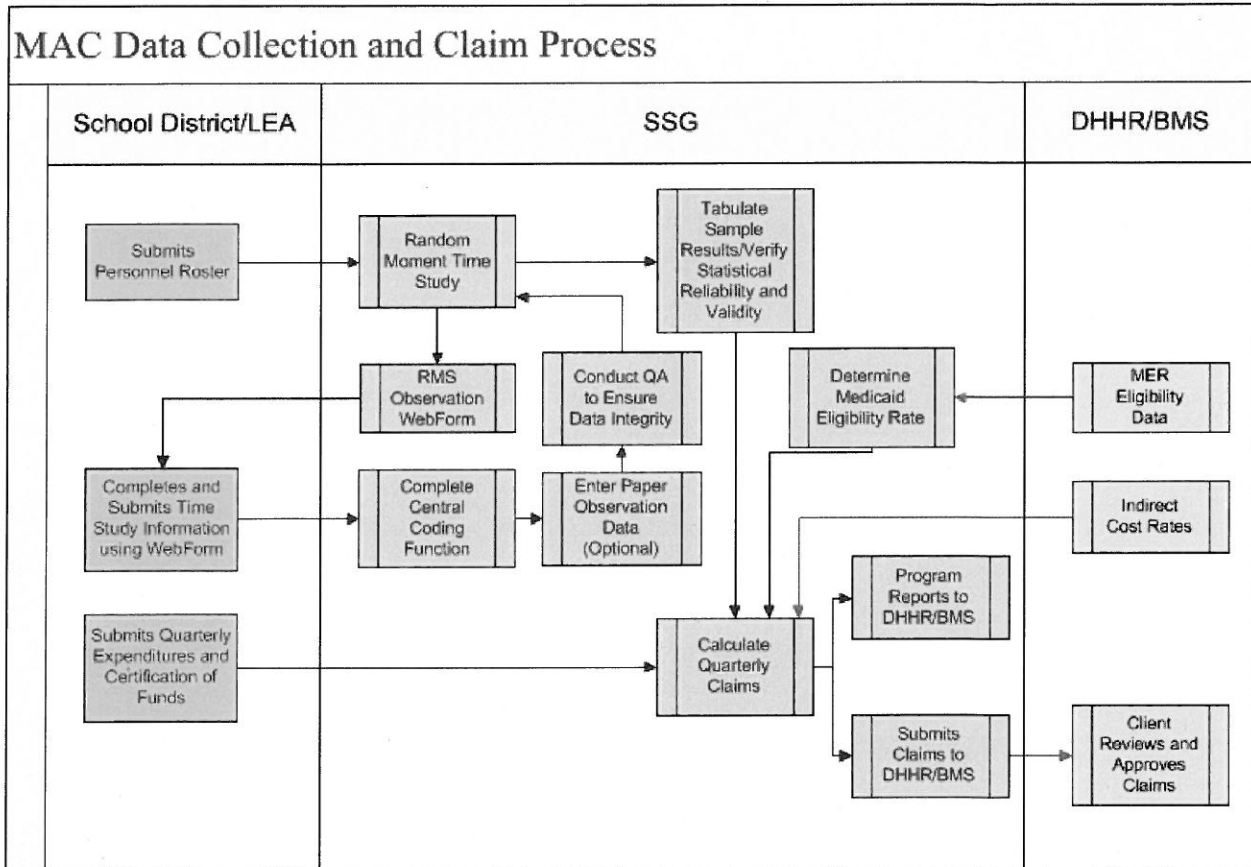 MAC Data Collection and Claim Process
School District/LEA
SSG
DHHR/BMS
Submits
Personnel Roster
Random
Moment Time
Study
Tabulate
Sample
Results/Verify
Statistical
Reliability and
Validity
RMS
Observation
WebForm
Conduct QA
to Ensure
Data Integrity
Determine
Medicaid
Eligibility Rate
MER
Eligibility
Data
Completes and
Submits Time
Study Information
using WebForm
Complete
Central
Coding
Function
Enter Paper
Observation
Data
(Optional)
Indirect
Cost Rates
Submits Quarterly
Expenditures and
Certification of
Funds
Calculate
Quarterly
Claims
Program
Reports to
DHHR/BMS
Submits
Claims to
DHHR/BMS
Client
Reviews and
Approves
Claims